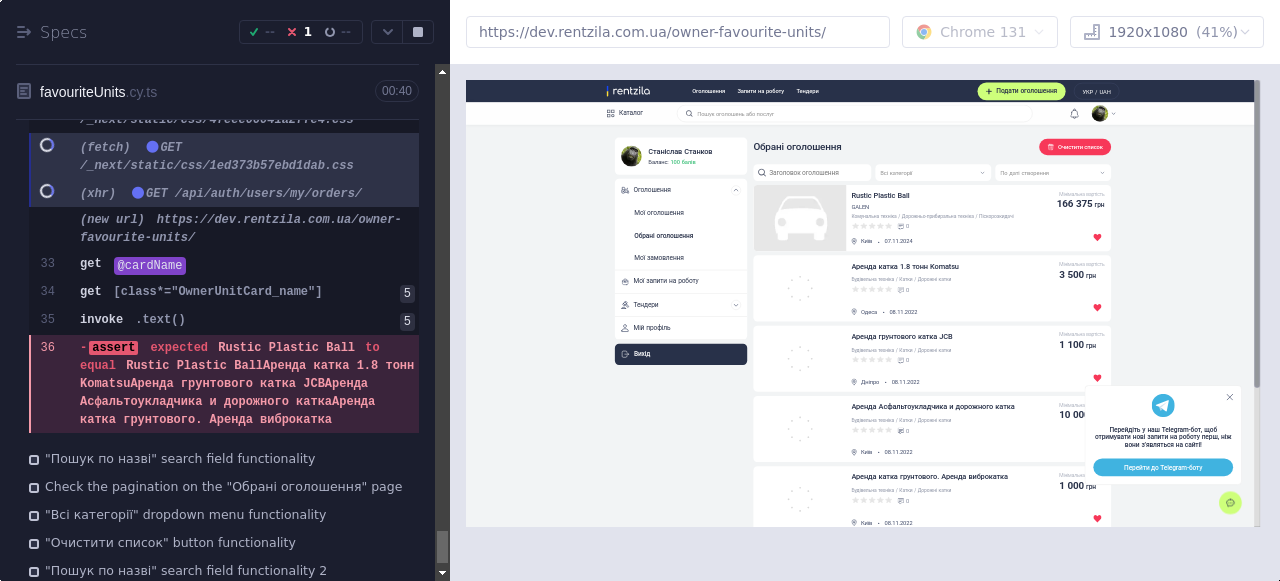 Specs
-- 1 --
https://dev.rentzila.com.ua/owner-favourite-units/
Chrome 131
1920x1080 (41%)
favouriteUnits.cy.ts
00:40
(fetch) GET
/_next/static/css/1ed373b57ebd1dab.css
(xhr) GET /api/auth/users/my/orders/
(new url) https://dev.rentzila.com.ua/owner-
favourite-units/
33 get @cardName
34 get [class*="OwnerUnitCard_name"] 5
35 invoke .text() 5
36 -assert expected Rustic Plastic Ball to
equal Rustic Plastic BallАренда катка 1.8 тонн
KomatsuАренда грунтового катка JCBАренда
Асфальтоукладчика и дорожного каткаАренда
катка грунтового. Аренда виброкатка
"Пошук по назві" search field functionality
Check the pagination on the "Обрані оголошення" page
"Всі категорії" dropdown menu functionality
"Очистити список" button functionality
"Пошук по назві" search field functionality 2
rentzila
Оголошення
Запити на роботу
Тендери
+ Подати оголошення
УКР / UAH
Каталог
Пошук оголошень або послуг
Станіслав Станков
Баланс: 100 балів
Оголошення
Мої оголошення
Обрані оголошення
Мої замовлення
Мої запити на роботу
Тендери
Мій профіль
Вихід
Обрані оголошення
Очистити список
Заголовок оголошення
Всі категорії
По даті створення
Rustic Plastic Ball
GALEN
Комунальна техніка / Дорожньо-прибиральна техніка / Піскорозкидачі
0
Київ • 07.11.2024
Мінімальна вартість
166 375 грн
Аренда катка 1.8 тонн Komatsu
Будівельна техніка / Катки / Дорожні катки
0
Одеса • 08.11.2022
Мінімальна вартість
3 500 грн
Аренда грунтового катка JCB
Будівельна техніка / Катки / Дорожні катки
0
Дніпро • 08.11.2022
Мінімальна вартість
1 100 грн
Аренда Асфальтоукладчика и дорожного катка
Будівельна техніка / Катки / Дорожні катки
0
Київ • 08.11.2022
10 00
Аренда катка грунтового. Аренда виброкатка
Будівельна техніка / Катки / Дорожні катки
0
Київ • 08.11.2022
1 000 грн
Перейдіть у наш Telegram-бот, щоб
отримувати нові запити на роботу перш, ніж
вони з'являться на сайті!
Перейти до Telegram-боту